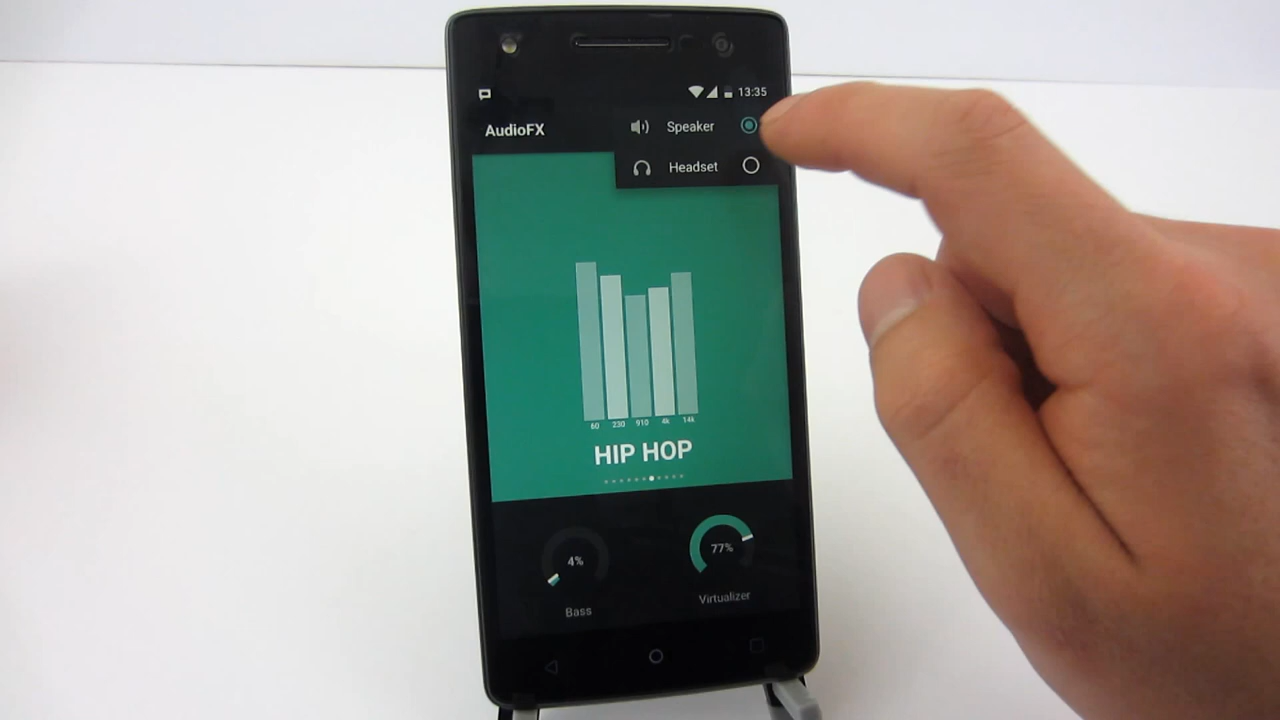 13:35
AudioFX
Speaker
Headset
60 230 910 4k 14k
HIP HOP
4%
77%
Bass
Virtualizer